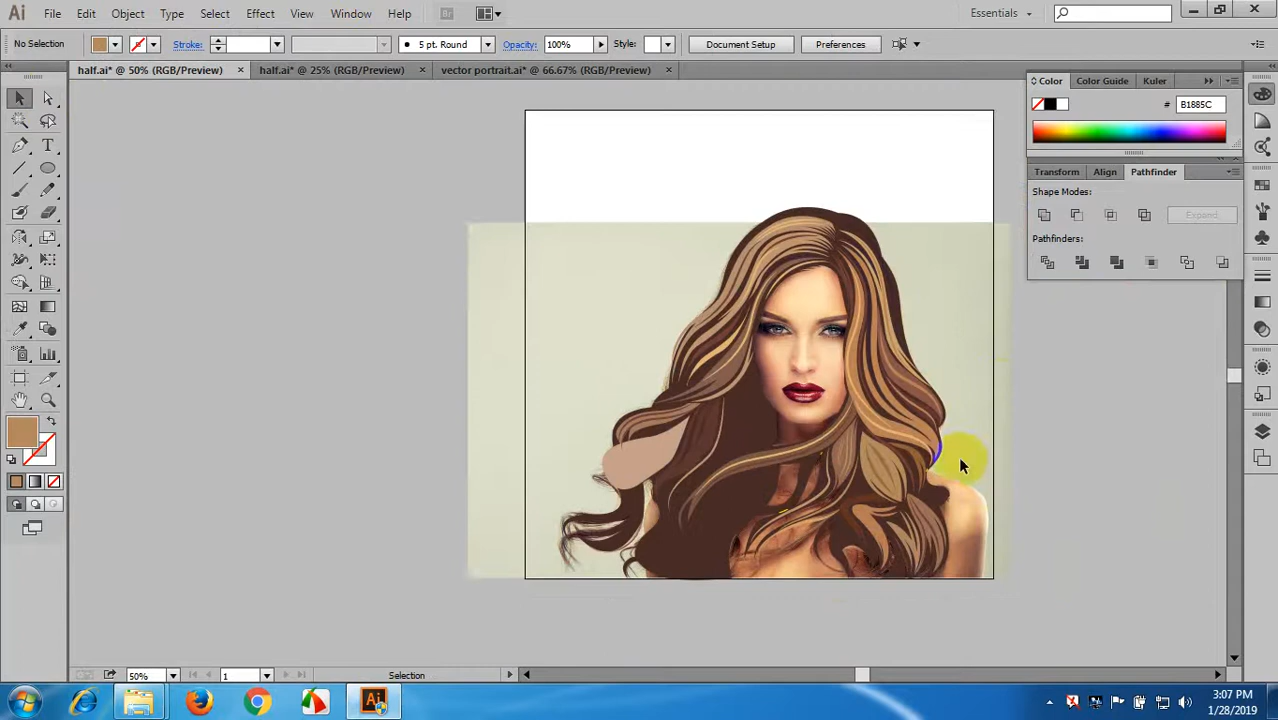 Ai File Edit Object Type Select Effect View Window Help Br Essentials
No Selection Stroke: 5 pt. Round Opacity: 100% Style: Document Setup Preferences
half.ai* @ 50% (RGB/Preview) × half.ai* @ 25% (RGB/Preview) × vector portrait.ai* @ 66.67% (RGB/Preview) ×
Color Color Guide Kuler
# B1885C
Transform Align Pathfinder
Shape Modes:
Expand
Pathfinders:
50% 1 Selection
Ai
3:07 PM
1/28/2019